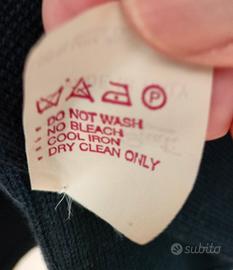 P
DO NOT WASH
NO BLEACH
COOL IRON
DRY CLEAN ONLY
subito